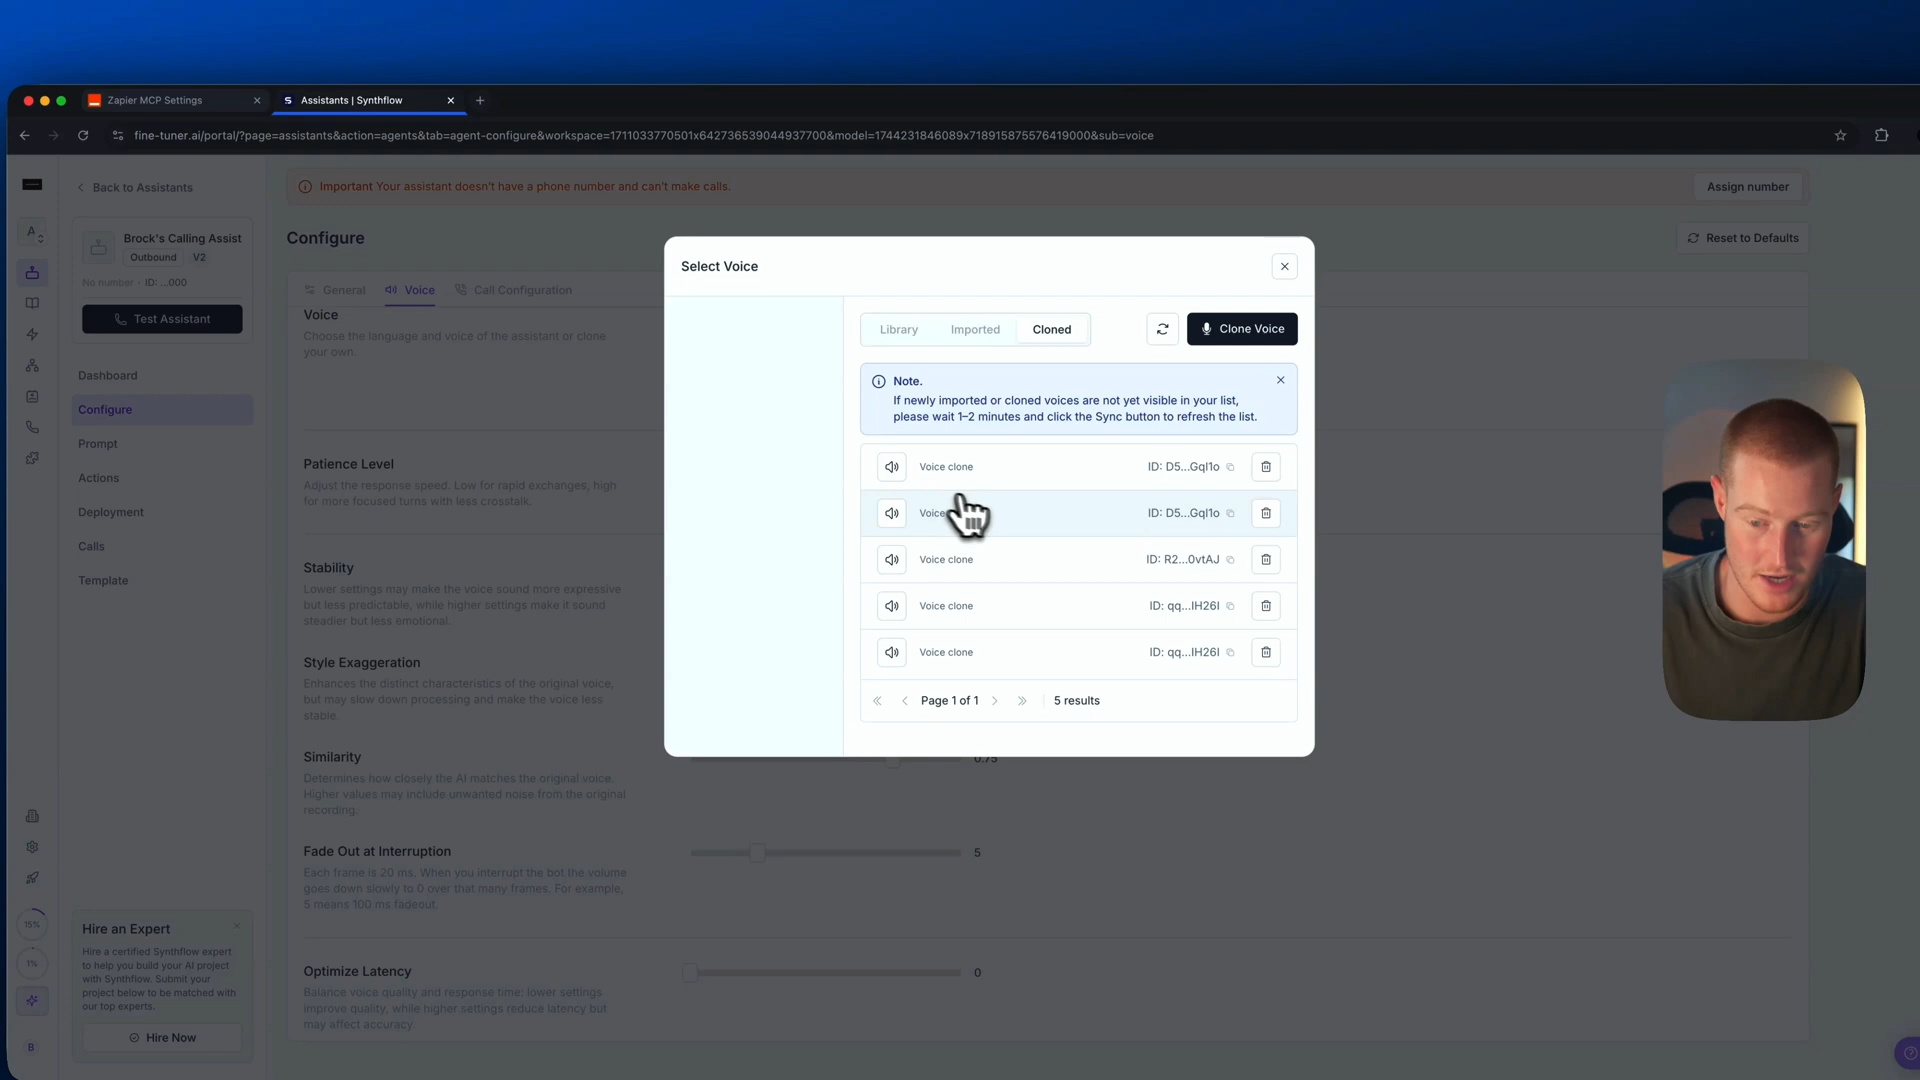 Zapier MCP Settings
Assistants | Synthflow
fine-tuner.ai/portal/?page=assistants&action=agents&tab=agent-configure&workspace=1711033770501x642736539044937700&model=1744231846089x718915875576419000&sub=voice
Back to Assistants
Important Your assistant doesn't have a phone number and can't make calls.
Assign number
A
Brock's Calling Assist
Outbound V2
No number • ID: ...000
Test Assistant
Configure
Reset to Defaults
General
Voice
Call Configuration
Dashboard
Configure
Prompt
Actions
Deployment
Calls
Template
Voice
Choose the language and voice of the assistant or clone
your own.
Patience Level
Adjust the response speed. Low for rapid exchanges, high
for more focused turns with less crosstalk.
Stability
Lower settings may make the voice sound more expressive
but less predictable, while higher settings make it sound
steadier but less emotional.
Style Exaggeration
Enhances the distinct characteristics of the original voice,
but may slow down processing and make the voice less
stable.
Similarity
Determines how closely the AI matches the original voice.
Higher values may include unwanted noise from the original
recording.
0.75
Fade Out at Interruption
5
Each frame is 20 ms. When you interrupt the bot the volume
goes down slowly to 0 over that many frames. For example,
5 means 100 ms fadeout.
Optimize Latency
0
Balance voice quality and response time: lower settings
improve quality, while higher settings reduce latency but
may affect accuracy.
Select Voice
Library
Imported
Cloned
Clone Voice
Note.
If newly imported or cloned voices are not yet visible in your list,
please wait 1–2 minutes and click the Sync button to refresh the list.
Voice clone ID: D5...GqI1o
Voice ID: D5...GqI1o
Voice clone ID: R2...0vtAJ
Voice clone ID: qq...IH26I
Voice clone ID: qq...IH26I
Page 1 of 1
5 results
15%
1%
B
Hire an Expert
Hire a certified Synthflow expert
to help you build your AI project
with Synthflow. Submit your
project below to be matched with
our top experts.
Hire Now